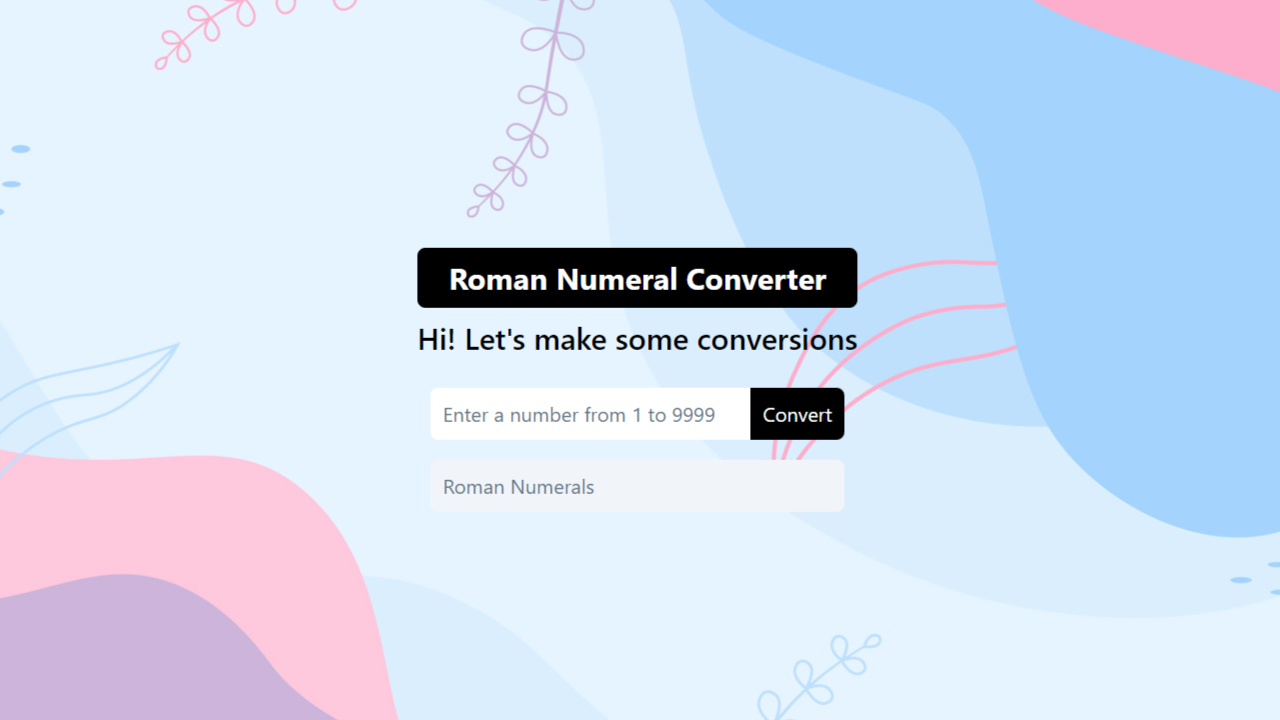 Roman Numeral Converter
Hi! Let's make some conversions
Enter a number from 1 to 9999
Convert
Roman Numerals